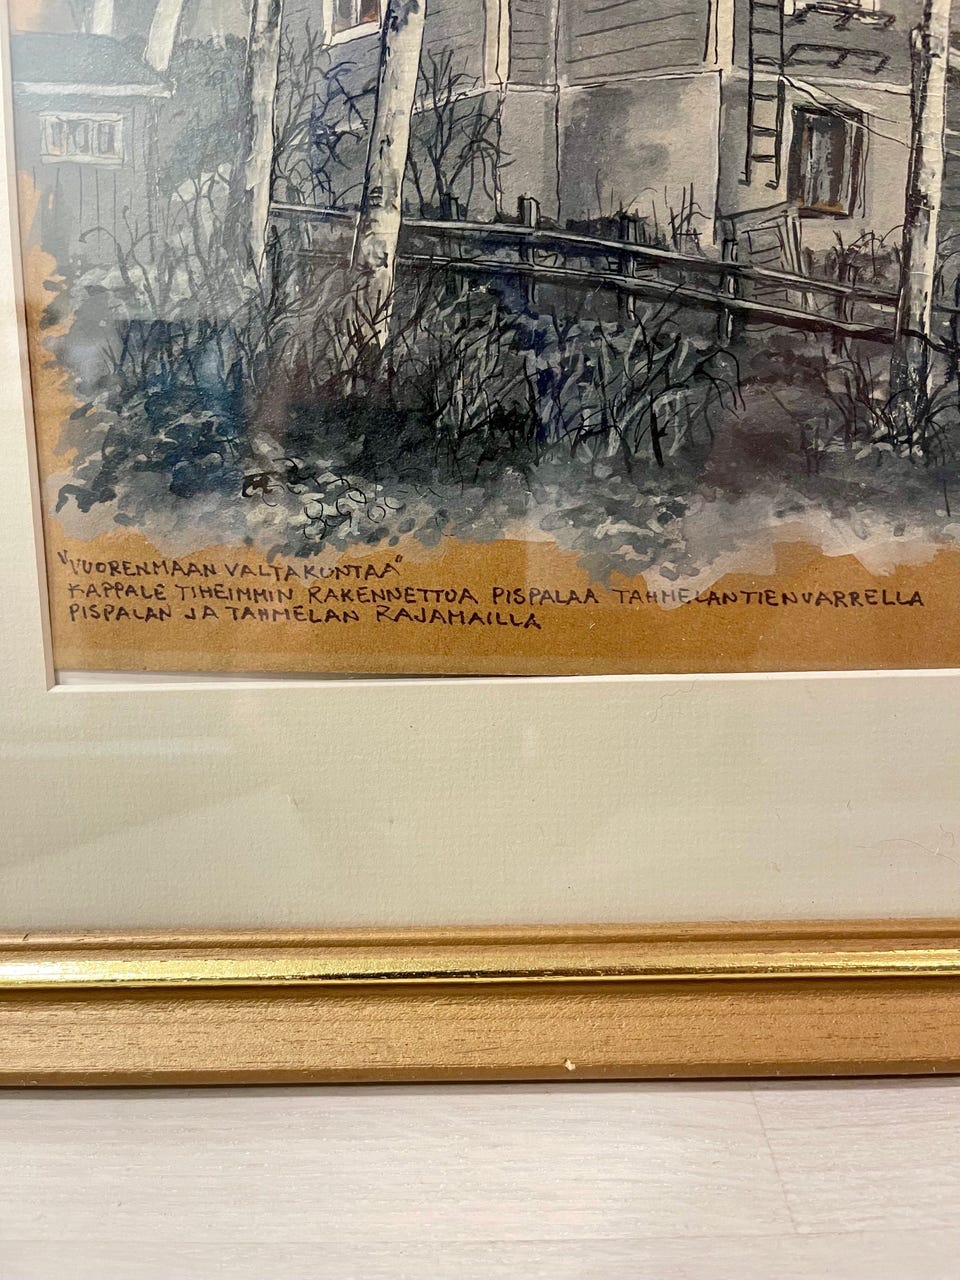 "VUORENMAAN VALTAKUNTAA"
KAPPALE TIHEIMMIN RAKENNETTUA PISPALAA TAHMELANTIENVARRELLA
PISPALAN JA TAHMELAN RAJAMAILLA